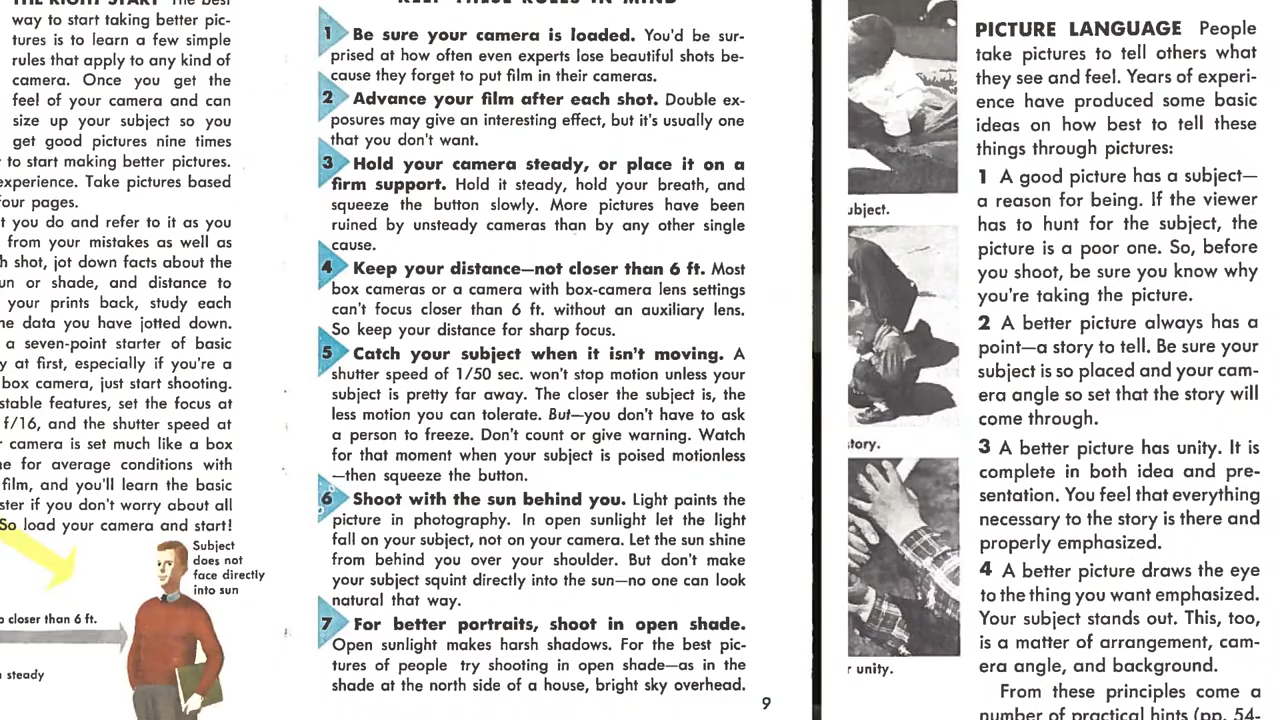 THE RIGHT START The best
way to start taking better pic-
tures is to learn a few simple
rules that apply to any kind of
camera. Once you get the
feel of your camera and can
size up your subject so you
get good pictures nine times
to start making better pictures.
experience. Take pictures based
four pages.
t you do and refer to it as you
from your mistakes as well as
h shot, jot down facts about the
un or shade, and distance to
your prints back, study each
ne data you have jotted down.
a seven-point starter of basic
y at first, especially if you're a
box camera, just start shooting.
stable features, set the focus at
f/16, and the shutter speed at
r camera is set much like a box
ne for average conditions with
film, and you'll learn the basic
ster if you don't worry about all
So load your camera and start!
Subject
does not
face directly
into sun
o closer than 6 ft.
steady
KEEP THESE RULES IN MIND
1 Be sure your camera is loaded. You'd be sur-
prised at how often even experts lose beautiful shots be-
cause they forget to put film in their cameras.
2 Advance your film after each shot. Double ex-
posures may give an interesting effect, but it's usually one
that you don't want.
3 Hold your camera steady, or place it on a
firm support. Hold it steady, hold your breath, and
squeeze the button slowly. More pictures have been
ruined by unsteady cameras than by any other single
cause.
4 Keep your distance—not closer than 6 ft. Most
box cameras or a camera with box-camera lens settings
can't focus closer than 6 ft. without an auxiliary lens.
So keep your distance for sharp focus.
5 Catch your subject when it isn't moving. A
shutter speed of 1/50 sec. won't stop motion unless your
subject is pretty far away. The closer the subject is, the
less motion you can tolerate. But—you don't have to ask
a person to freeze. Don't count or give warning. Watch
for that moment when your subject is poised motionless
—then squeeze the button.
6 Shoot with the sun behind you. Light paints the
picture in photography. In open sunlight let the light
fall on your subject, not on your camera. Let the sun shine
from behind you over your shoulder. But don't make
your subject squint directly into the sun—no one can look
natural that way.
7 For better portraits, shoot in open shade.
Open sunlight makes harsh shadows. For the best pic-
tures of people try shooting in open shade—as in the
shade at the north side of a house, bright sky overhead.
9
ubject.
story.
r unity.
PICTURE LANGUAGE People
take pictures to tell others what
they see and feel. Years of experi-
ence have produced some basic
ideas on how best to tell these
things through pictures:
1 A good picture has a subject—
a reason for being. If the viewer
has to hunt for the subject, the
picture is a poor one. So, before
you shoot, be sure you know why
you're taking the picture.
2 A better picture always has a
point—a story to tell. Be sure your
subject is so placed and your cam-
era angle so set that the story will
come through.
3 A better picture has unity. It is
complete in both idea and pre-
sentation. You feel that everything
necessary to the story is there and
properly emphasized.
4 A better picture draws the eye
to the thing you want emphasized.
Your subject stands out. This, too,
is a matter of arrangement, cam-
era angle, and background.
From these principles come a
number of practical hints (pp. 54-